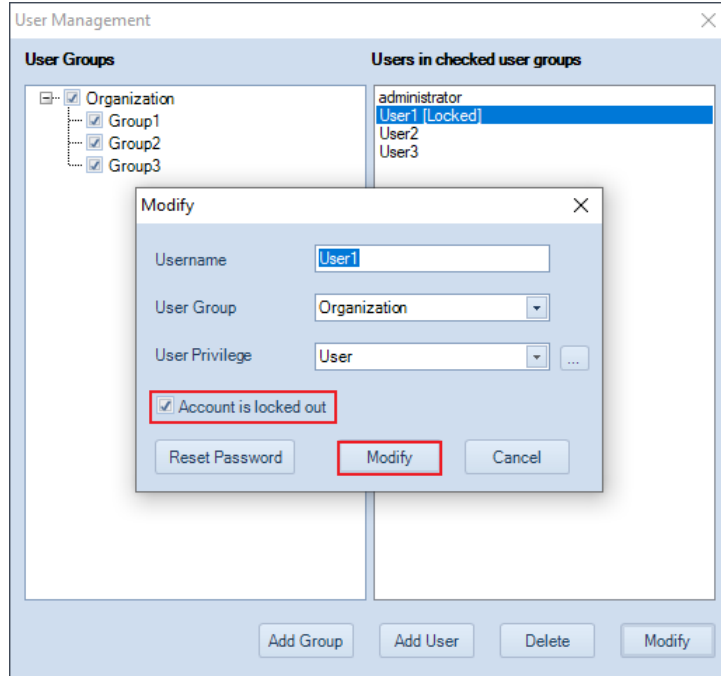 User Management
User Groups
Users in checked user groups
Organization
Group1
Group2
Group3
administrator
User1 [Locked]
User2
User3
Modify
Username
User1
User Group
Organization
User Privilege
User
...
Account is locked out
Reset Password
Modify
Cancel
Add Group
Add User
Delete
Modify